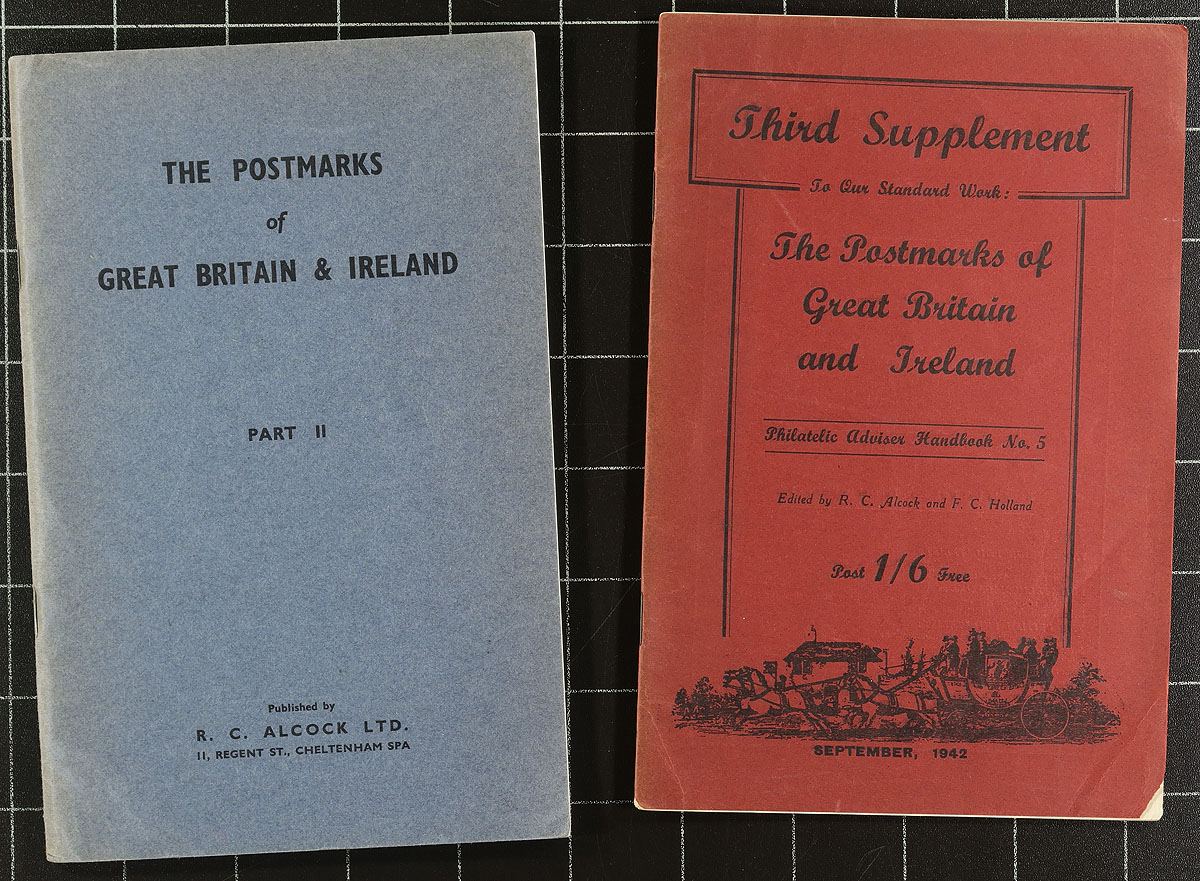 THE POSTMARKS
of
GREAT BRITAIN & IRELAND
PART II
Published by
R. C. ALCOCK LTD.
11, REGENT ST., CHELTENHAM SPA
Third Supplement
To Our Standard Work:
The Postmarks of
Great Britain
and Ireland
Philatelic Adviser Handbook No. 5
Edited by R. C. Alcock and F. C. Holland
Post 1/6 Free
SEPTEMBER, 1942